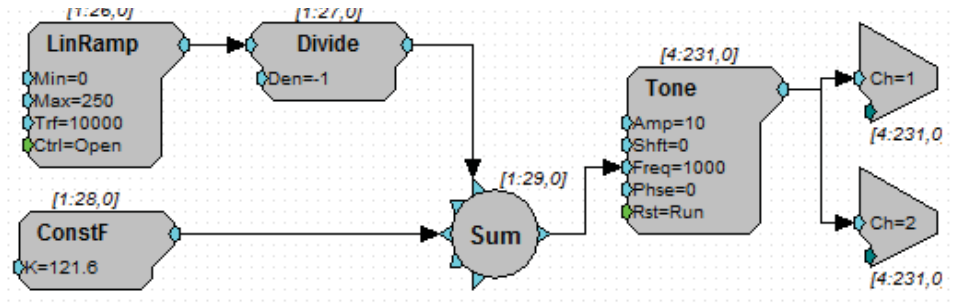 [1:26,0]
LinRamp
Min=0
Max=250
Trf=10000
Ctrl=Open
[1:27,0]
Divide
Den=-1
[1:28,0]
ConstF
K=121.6
[1:29,0]
Sum
[4:231,0]
Tone
Amp=10
Shft=0
Freq=1000
Phse=0
Rst=Run
Ch=1
[4:231,0
Ch=2
[4:231,0